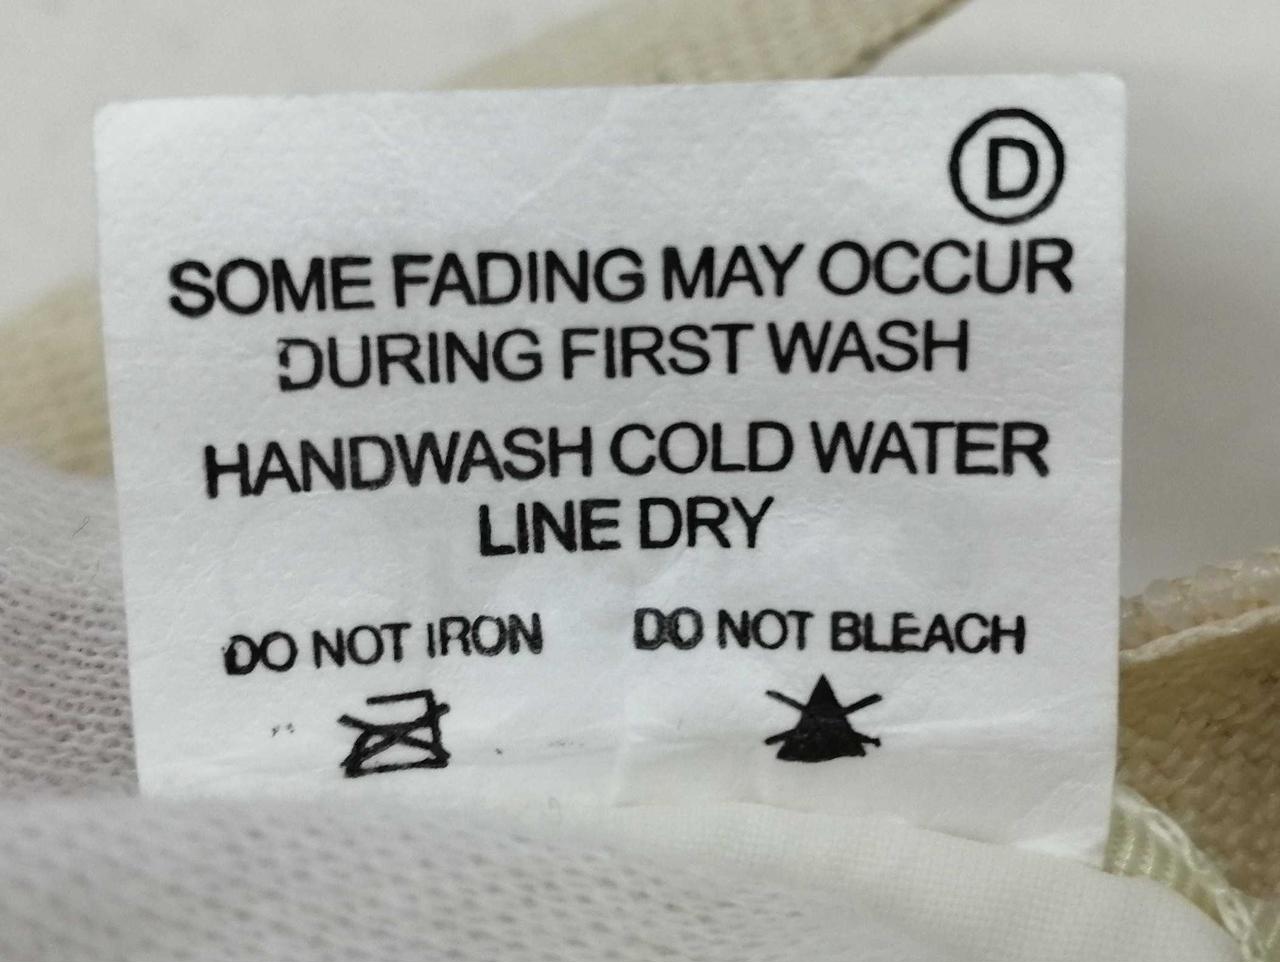 D
SOME FADING MAY OCCUR
DURING FIRST WASH
HANDWASH COLD WATER
LINE DRY
DO NOT IRON DO NOT BLEACH